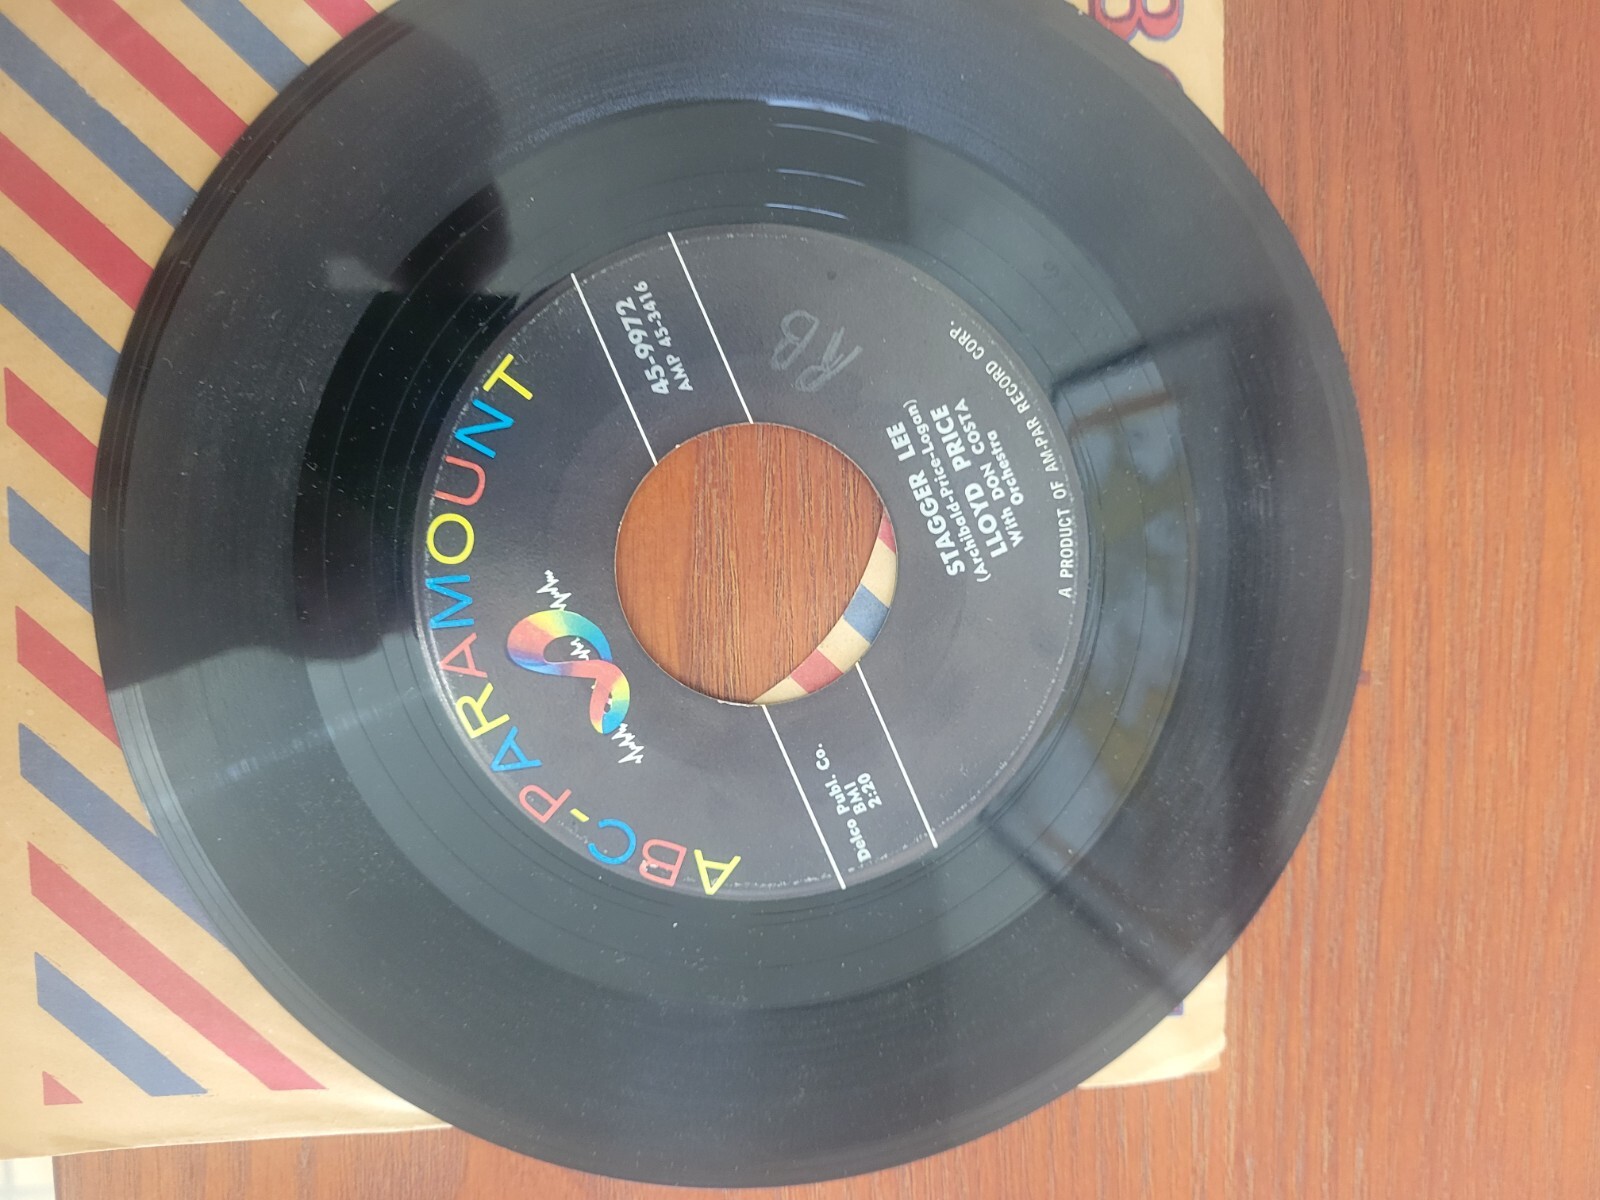 ABC-PARAMOUNT
45-9972
AMP 45-3416
Delco Publ. Co.
BMI
2:20
RB
STAGGER LEE
(Archibald-Price-Logan)
LLOYD PRICE
With DON COSTA
Orchestra
A PRODUCT OF AM-PAR RECORD CORP.